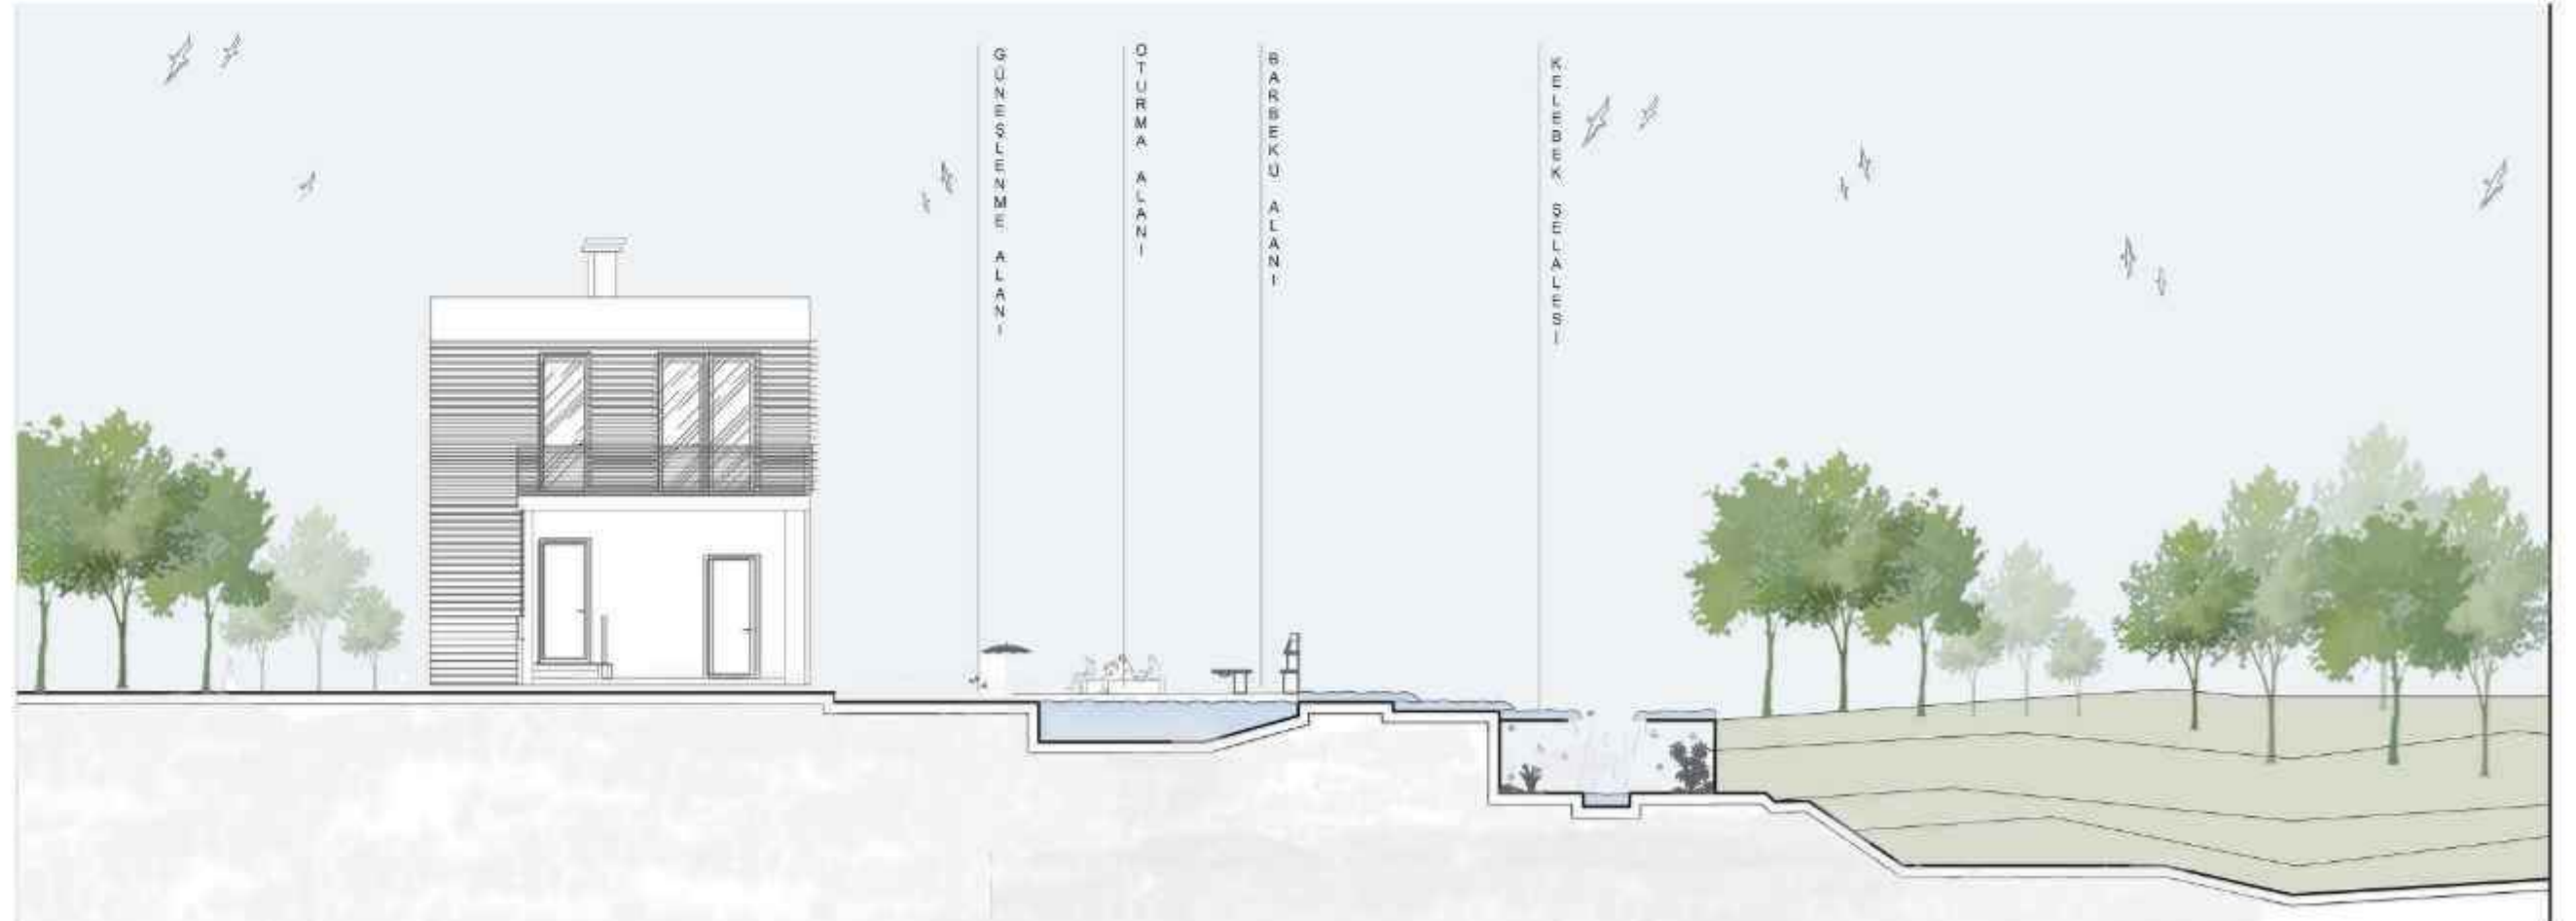 GÜNEŞLENME ALANI
OTURMA ALANI
BARBEKÜ ALANI
KELEBEK ŞELALESİ